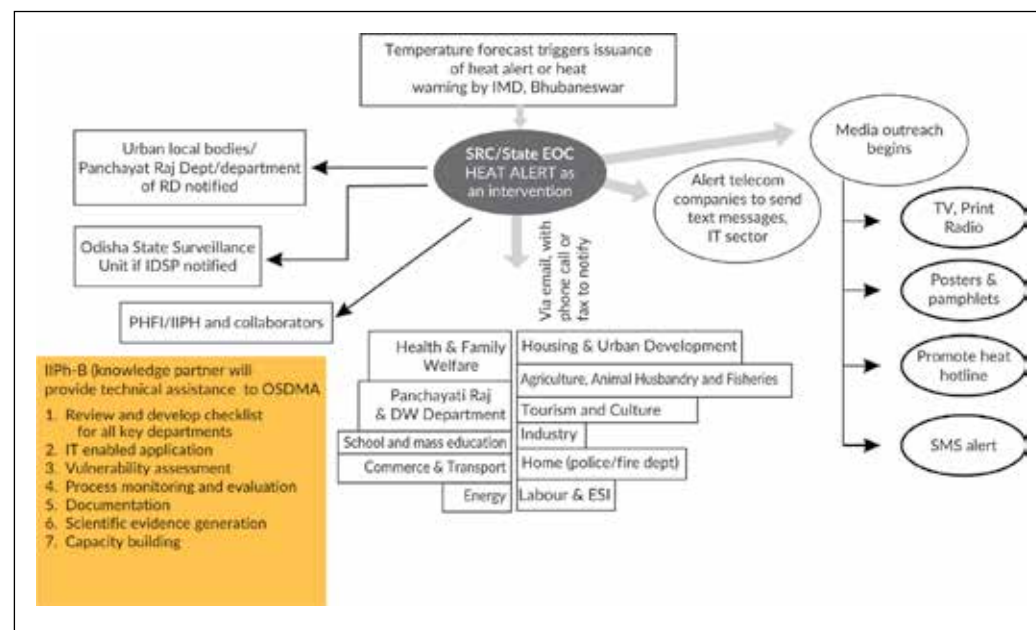 Temperature forecast triggers issuance
of heat alert or heat
warning by IMD, Bhubaneswar
SRC/State EOC
HEAT ALERT as
an intervention
Media outreach
begins
Urban local bodies/
Panchayat Raj Dept/department
of RD notified
Alert telecom
companies to send
text messages,
IT sector
Odisha State Surveillance
Unit if IDSP notified
PHFI/IIPH and collaborators
Via email, with
phone call or
fax to notify
TV, Print
Radio
Posters &
pamphlets
Promote heat
hotline
SMS alert
Health & Family
Welfare
Panchayati Raj
& DW Department
School and mass education
Commerce & Transport
Energy
Housing & Urban Development
Agriculture, Animal Husbandry and Fisheries
Tourism and Culture
Industry
Home (police/fire dept)
Labour & ESI
IIPh-B (knowledge partner will
provide technical assistance to OSDMA
1. Review and develop checklist
for all key departments
2. IT enabled application
3. Vulnerability assessment
4. Process monitoring and evaluation
5. Documentation
6. Scientific evidence generation
7. Capacity building